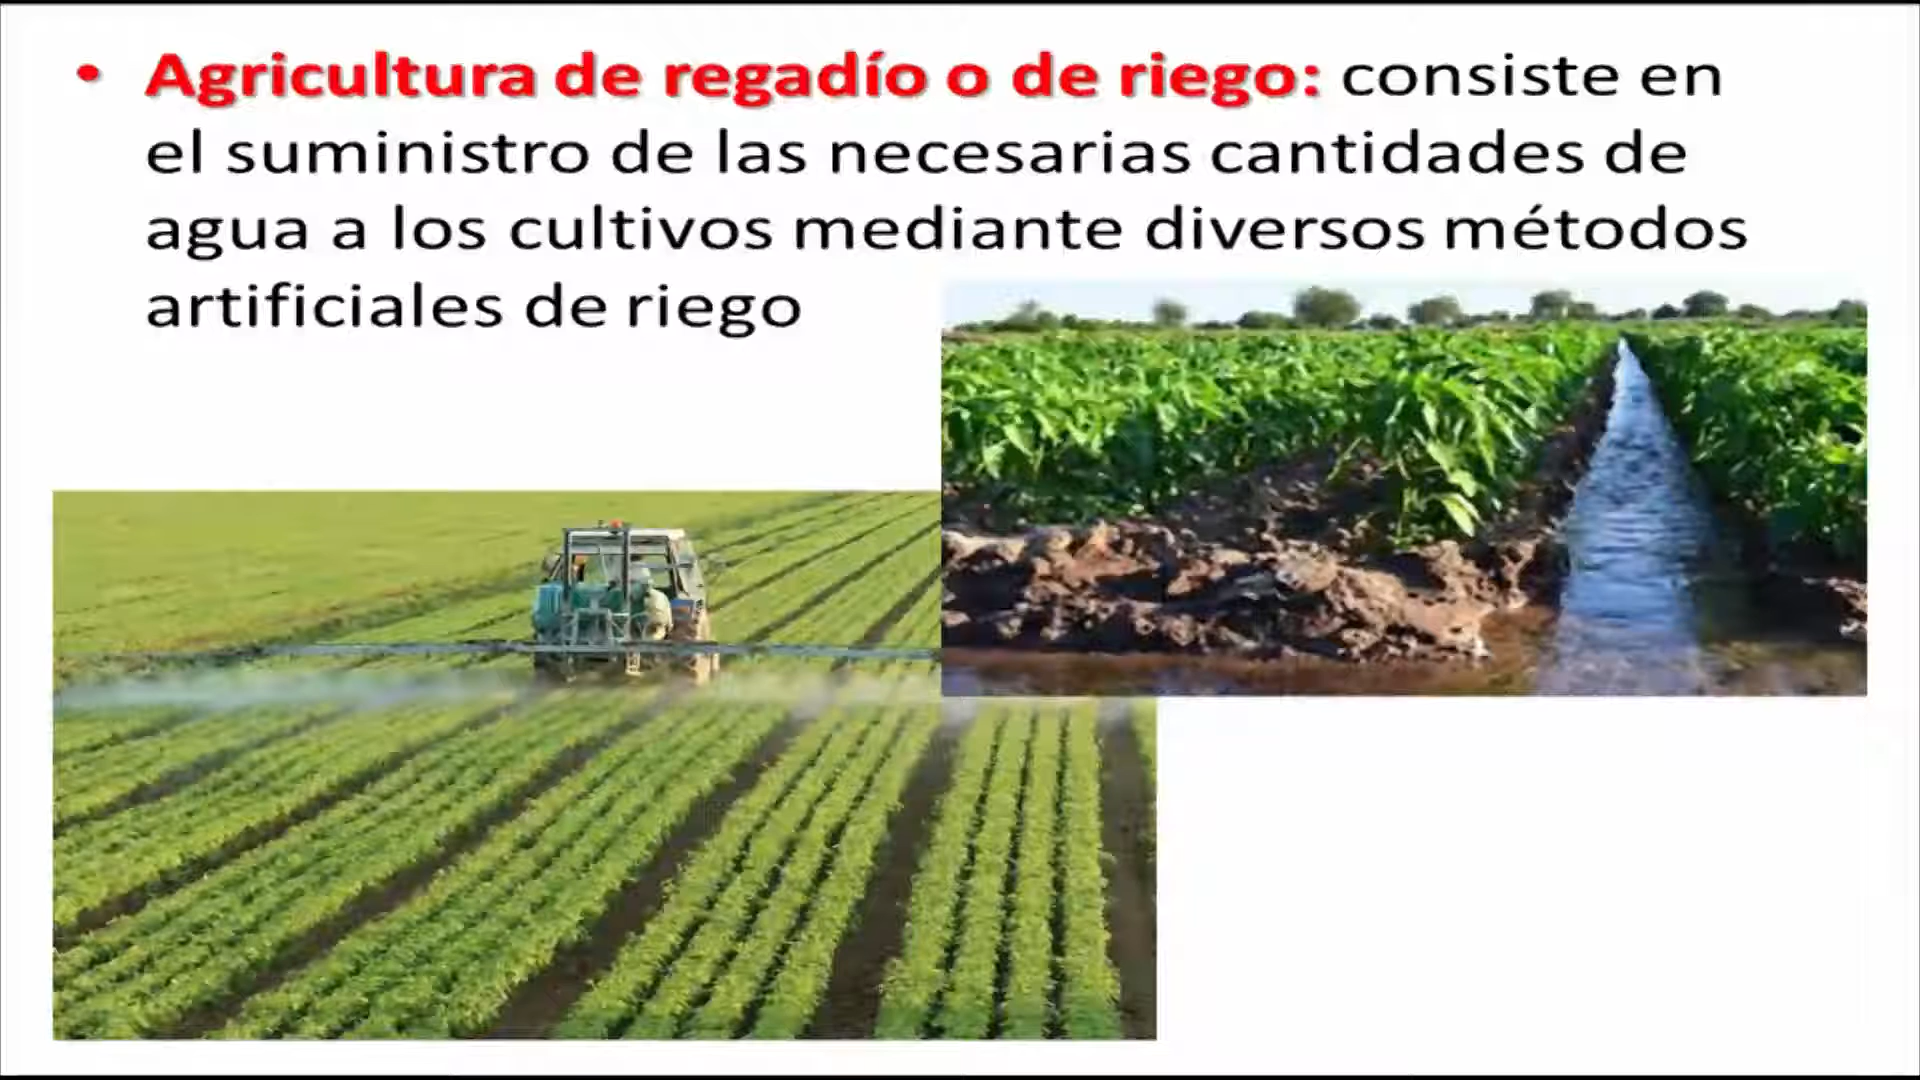 • Agricultura de regadío o de riego: consiste en
el suministro de las necesarias cantidades de
agua a los cultivos mediante diversos métodos
artificiales de riego